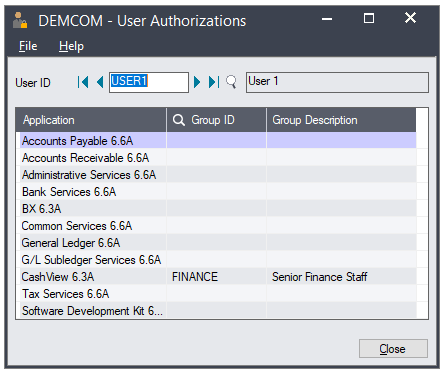 DEMCOM - User Authorizations
File Help
User ID USER1 User 1
Application Group ID Group Description
Accounts Payable 6.6A
Accounts Receivable 6.6A
Administrative Services 6.6A
Bank Services 6.6A
BX 6.3A
Common Services 6.6A
General Ledger 6.6A
G/L Subledger Services 6.6A
CashView 6.3A FINANCE Senior Finance Staff
Tax Services 6.6A
Software Development Kit 6...
Close